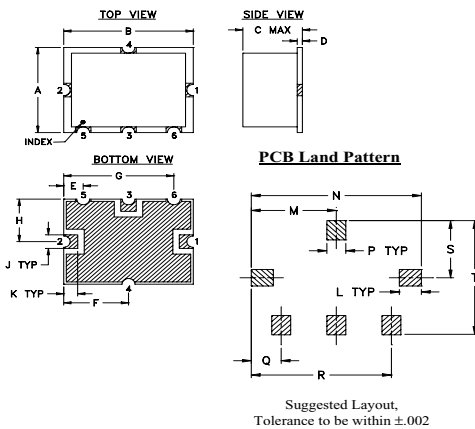 TOP VIEW
SIDE VIEW
B
4
C MAX
D
A
2
1
INDEX
5
3
6
BOTTOM VIEW
PCB Land Pattern
G
E
5
3
6
H
2
1
J TYP
K TYP
F
4
N
M
S
T
P TYP
L TYP
Q
R
Suggested Layout,
Tolerance to be within ±.002